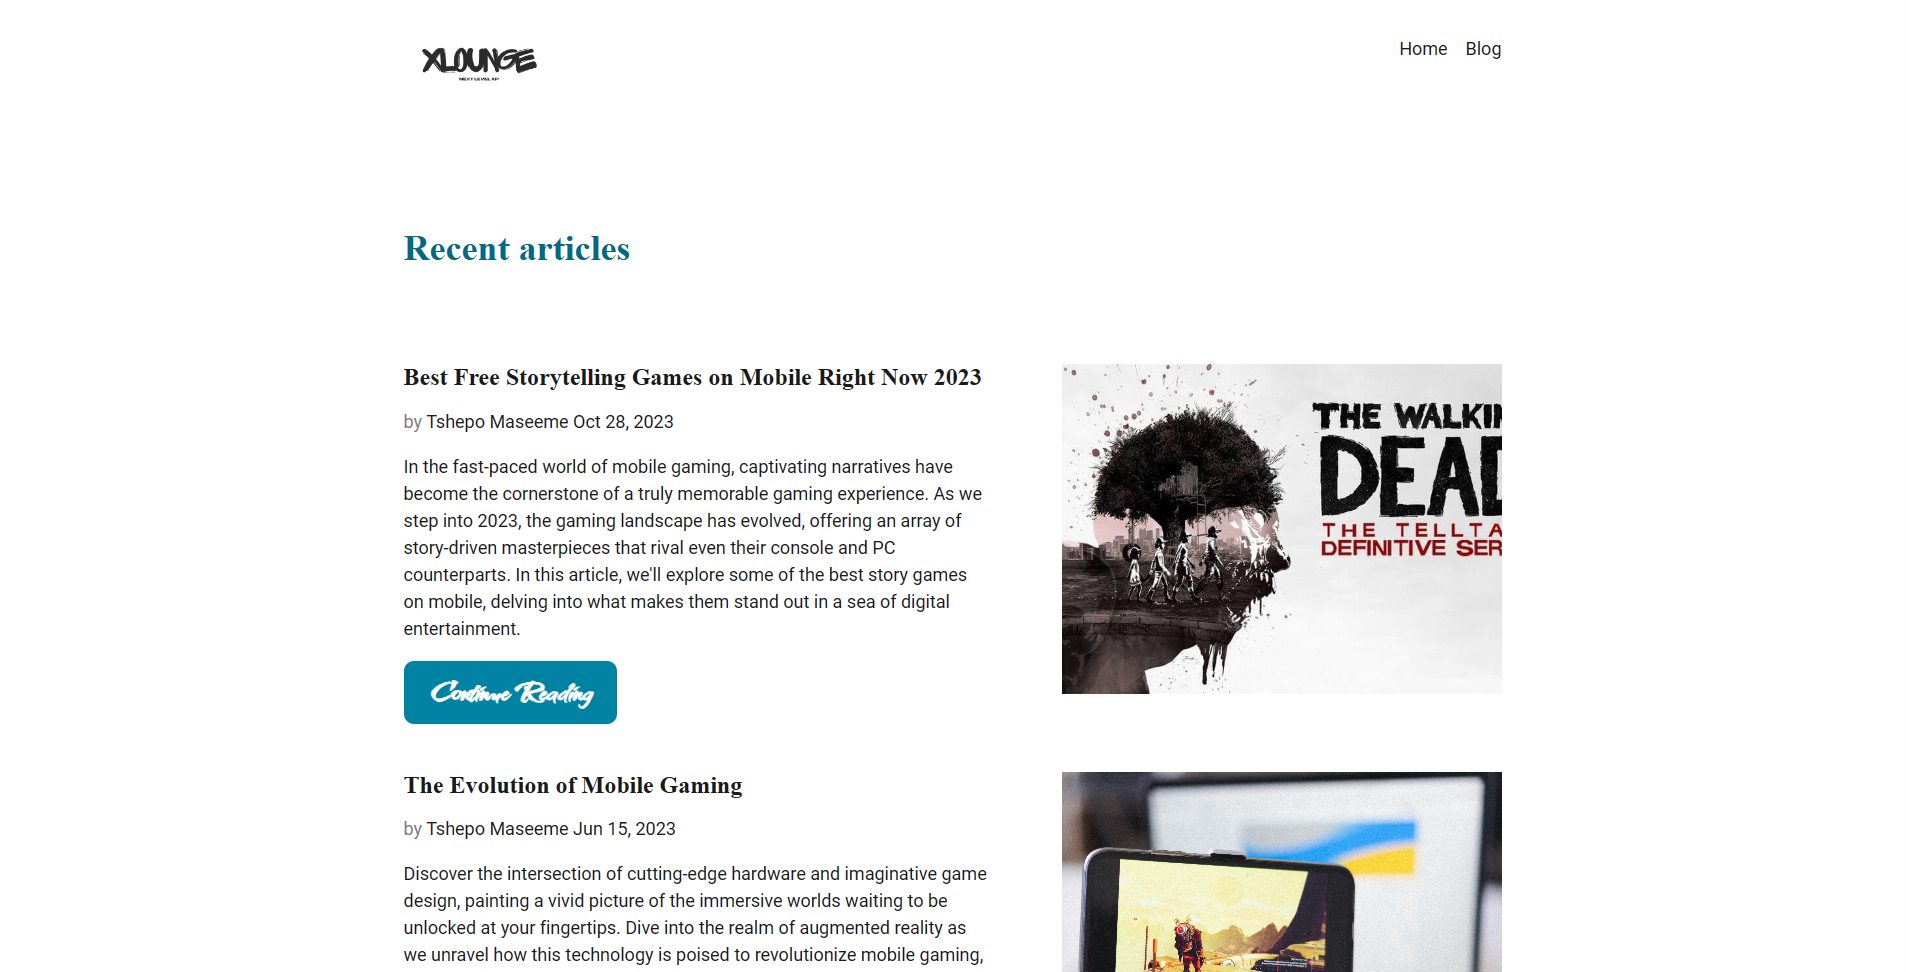 XLOUNGE
NEXT LEVEL XP
Home Blog
Recent articles
Best Free Storytelling Games on Mobile Right Now 2023
by Tshepo Maseeme Oct 28, 2023
In the fast-paced world of mobile gaming, captivating narratives have
become the cornerstone of a truly memorable gaming experience. As we
step into 2023, the gaming landscape has evolved, offering an array of
story-driven masterpieces that rival even their console and PC
counterparts. In this article, we'll explore some of the best story games
on mobile, delving into what makes them stand out in a sea of digital
entertainment.
Continue Reading
THE WALKIN
DEAD
THE TELLTA
DEFINITIVE SER
The Evolution of Mobile Gaming
by Tshepo Maseeme Jun 15, 2023
Discover the intersection of cutting-edge hardware and imaginative game
design, painting a vivid picture of the immersive worlds waiting to be
unlocked at your fingertips. Dive into the realm of augmented reality as
we unravel how this technology is poised to revolutionize mobile gaming,